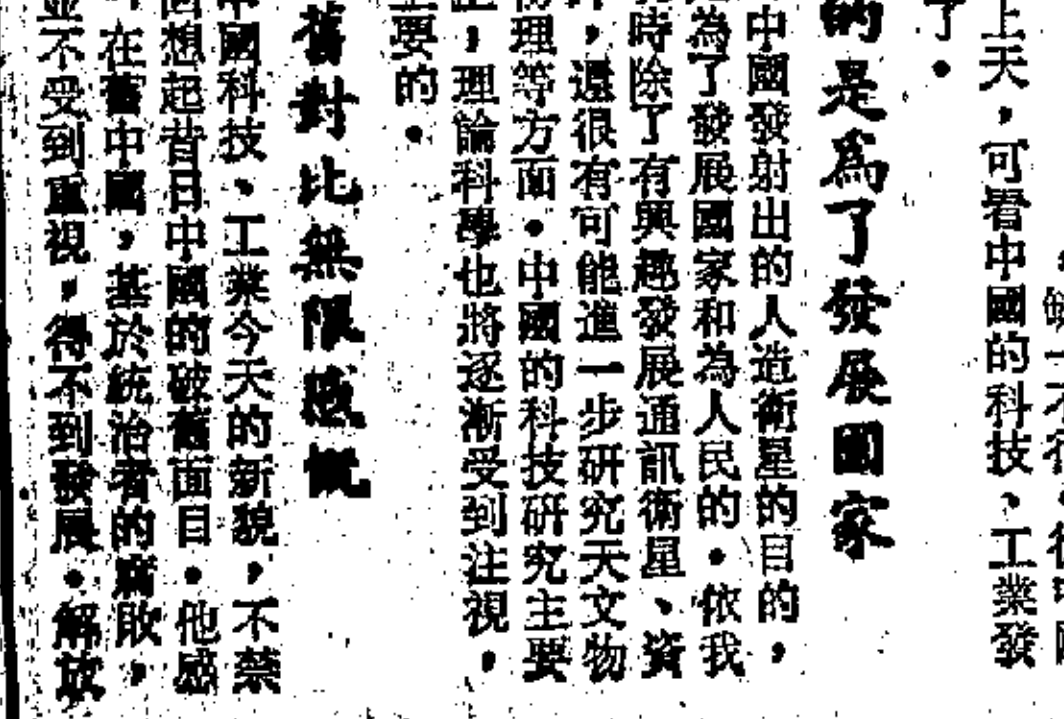 缺一不
上天，可看中國的科技、工業發
了。
的是為了發展國家
中國發射出的人造衛星的目的，
為了發展國家和為人民的。依我
時除了有興趣發展通訊衛星、資
，還很有可能進一步研究天文物
物理等方面。中國的科技研究主要
，理論科學也將逐漸受到注視，
要的。
舊對比無限感慨
中國科技、工業今天的新貌，不禁
回想起昔日中國的破舊面目。他感
，在舊中國，基於統治者的腐敗，
並不受到重視，得不到發展。解放